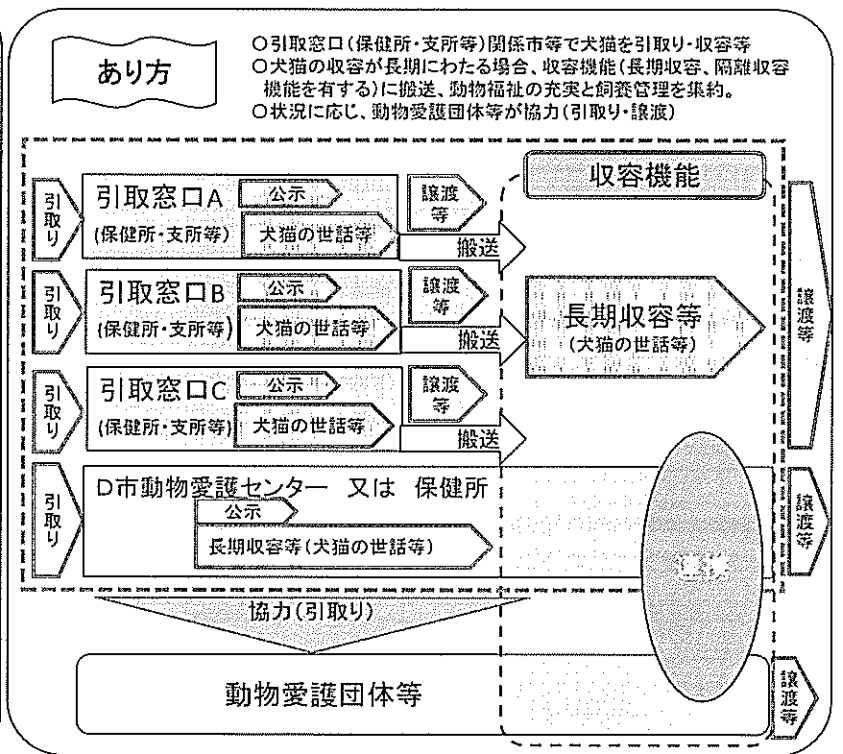 あり方
○引取窓口(保健所・支所等)関係市等で犬猫を引取り・収容等
○犬猫の収容が長期にわたる場合、収容機能(長期収容、隔離収容
機能を有する)に搬送、動物福祉の充実と飼養管理を集約。
○状況に応じ、動物愛護団体等が協力(引取り・譲渡)
収容機能
引取り
引取窓口A
(保健所・支所等)
公示
犬猫の世話等
譲渡等
搬送
引取り
引取窓口B
(保健所・支所等)
公示
犬猫の世話等
譲渡等
搬送
長期収容等
(犬猫の世話等)
譲渡等
引取り
引取窓口C
(保健所・支所等)
公示
犬猫の世話等
譲渡等
搬送
引取り
D市動物愛護センター 又は 保健所
公示
長期収容等(犬猫の世話等)
連携
譲渡等
協力(引取り)
動物愛護団体等
譲渡等